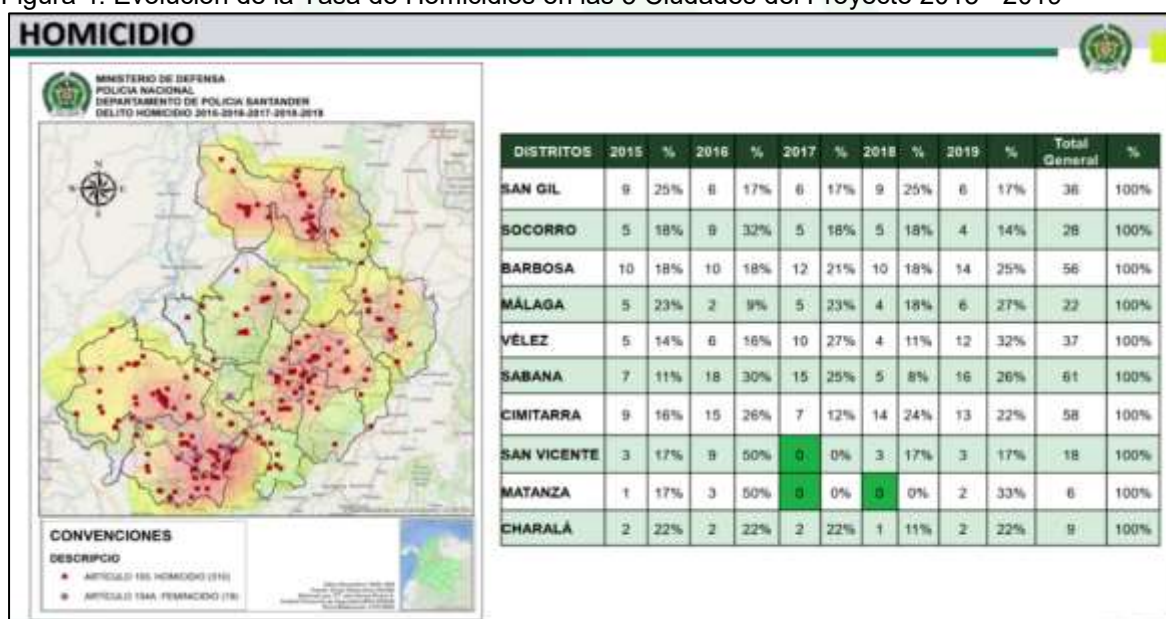 Figura 4. Evolución de la Tasa de Homicidios en las 5 Ciudades del Proyecto 2015 - 2019
HOMICIDIO
MINISTERIO DE DEFENSA
POLICIA NACIONAL
DEPARTAMENTO DE POLICIA SANTANDER
DELITO HOMICIDIO
N
DISTRITOS 2015 % 2016 % 2017 % 2018 % 2019 % Total General %
SAN GIL 9 25% 6 17% 6 17% 9 25% 6 17% 36 100%
SOCORRO 5 18% 9 32% 5 18% 5 18% 4 14% 28 100%
BARBOSA 10 18% 10 18% 12 21% 10 18% 14 25% 56 100%
MÁLAGA 5 23% 2 9% 5 23% 4 18% 6 27% 22 100%
VÉLEZ 5 14% 6 16% 10 27% 4 11% 12 32% 37 100%
SABANA 7 11% 18 30% 15 25% 5 8% 16 26% 61 100%
CIMITARRA 9 16% 15 26% 7 12% 14 24% 13 22% 58 100%
SAN VICENTE 3 17% 9 50% 0 0% 3 17% 3 17% 18 100%
MATANZA 1 17% 3 50% 0 0% 0 0% 2 33% 6 100%
CHARALÁ 2 22% 2 22% 2 22% 1 11% 2 22% 9 100%
CONVENCIONES
DESCRIPCIO
HOMICIDIO
FEMINICIDIO